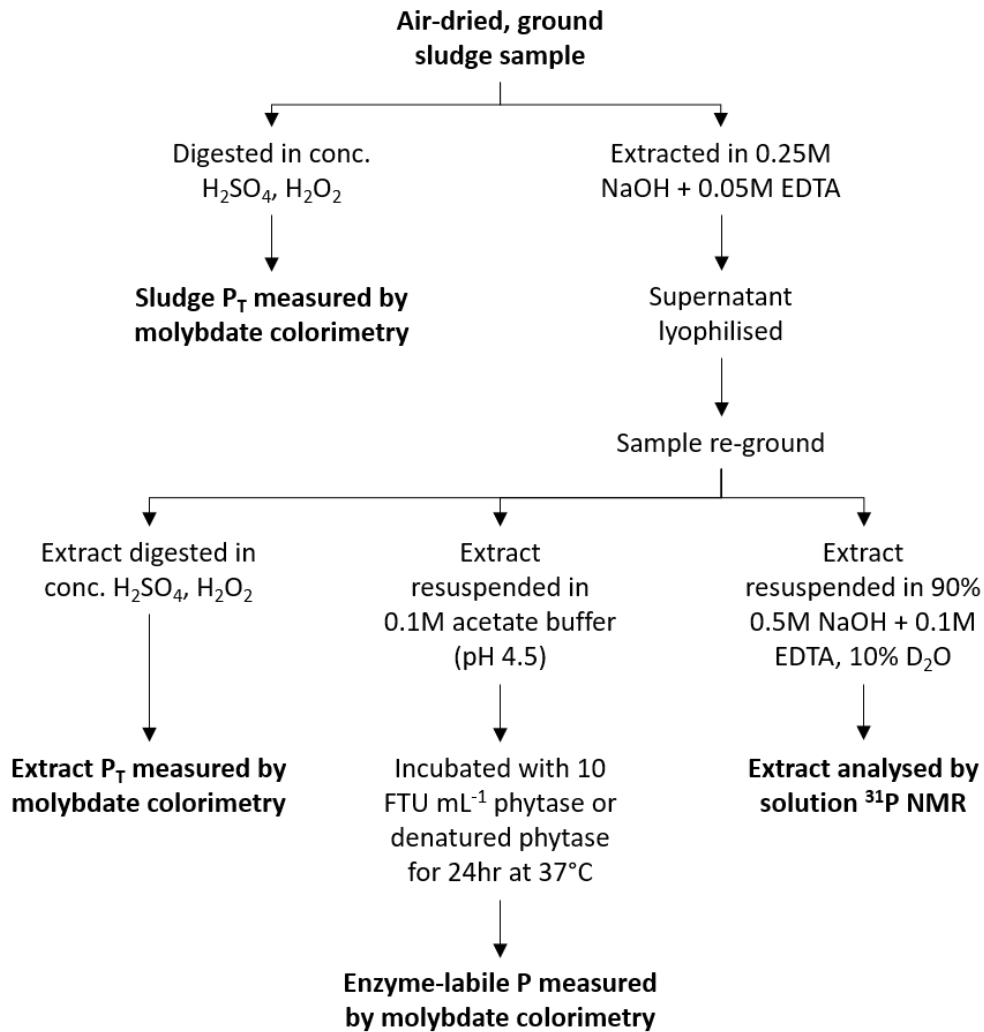 Air-dried, ground
sludge sample
Digested in conc.
H₂SO₄, H₂O₂
Extracted in 0.25M
NaOH + 0.05M EDTA
Sludge P_T measured by
molybdate colorimetry
Supernatant
lyophilised
Sample re-ground
Extract digested in
conc. H₂SO₄, H₂O₂
Extract
resuspended in
0.1M acetate buffer
(pH 4.5)
Extract
resuspended in 90%
0.5M NaOH + 0.1M
EDTA, 10% D₂O
Extract P_T measured by
molybdate colorimetry
Incubated with 10
FTU mL⁻¹ phytase or
denatured phytase
for 24hr at 37°C
Extract analysed by
solution ³¹P NMR
Enzyme-labile P measured
by molybdate colorimetry